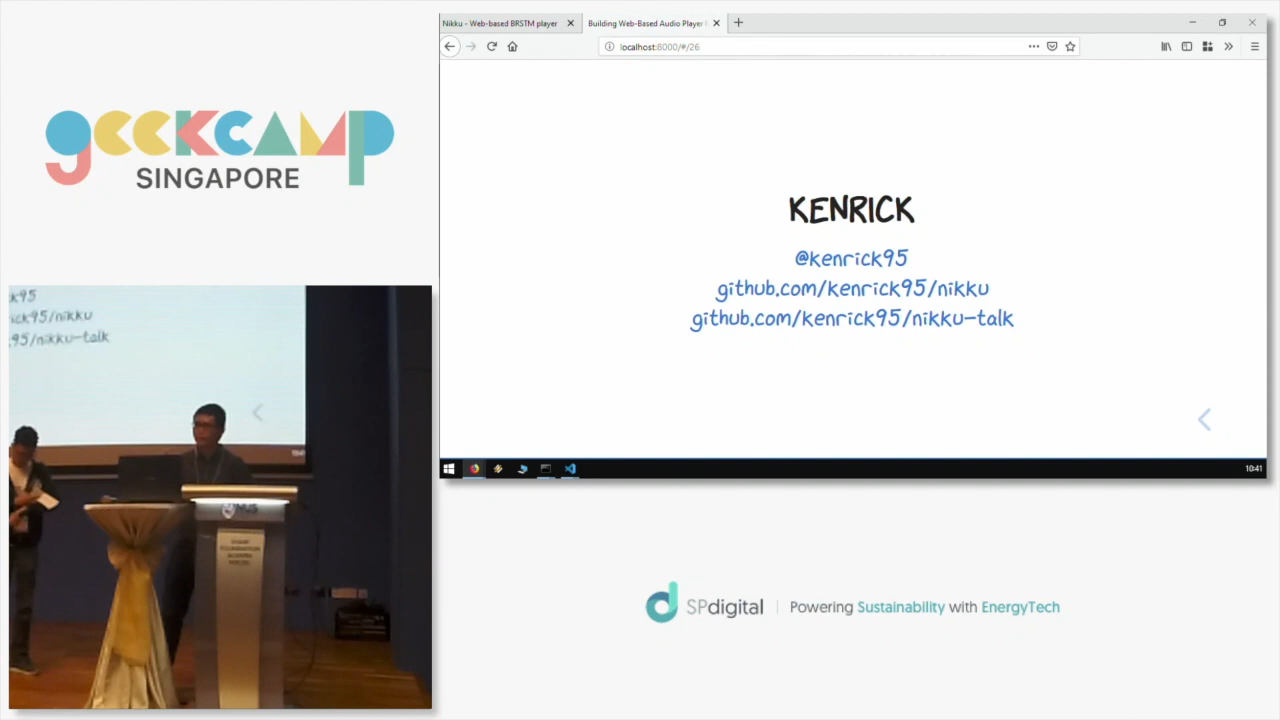 geekcamp
SINGAPORE
Nikku - Web-based BRSTM player
Building Web-Based Audio Player
localhost:8000/#/26
KENRICK
@kenrick95
github.com/kenrick95/nikku
github.com/kenrick95/nikku-talk
10:41
k95
ick95/nikku
95/nikku-talk
NUS
SPdigital
Powering Sustainability with EnergyTech